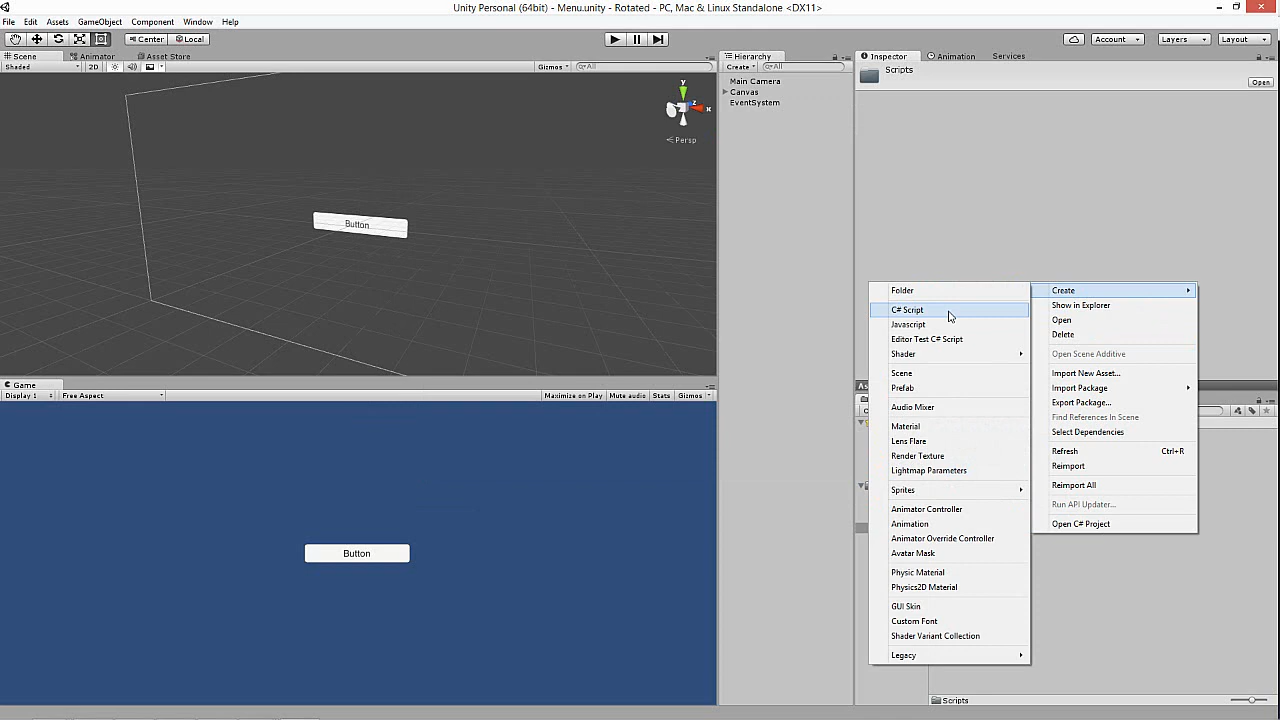 Unity Personal (64bit) - Menu.unity - Rotated - PC, Mac & Linux Standalone <DX11>
File Edit Assets GameObject Component Window Help
Center Local Account Layers Layout
Scene Animator Asset Store
Shaded 2D Gizmos All
y
z
x
Persp
Button
Hierarchy
Create All
Main Camera
Canvas
EventSystem
Inspector Animation Services
Scripts
Open
Game
Display 1 Free Aspect Maximize on Play Mute audio Stats Gizmos
Button
Folder
C# Script
Javascript
Editor Test C# Script
Shader
Scene
Prefab
Audio Mixer
Material
Lens Flare
Render Texture
Lightmap Parameters
Sprites
Animator Controller
Animation
Animator Override Controller
Avatar Mask
Physic Material
Physics2D Material
GUI Skin
Custom Font
Shader Variant Collection
Legacy
Create
Show in Explorer
Open
Delete
Open Scene Additive
Import New Asset...
Import Package
Export Package...
Find References In Scene
Select Dependencies
Refresh Ctrl+R
Reimport
Reimport All
Run API Updater...
Open C# Project
Scripts